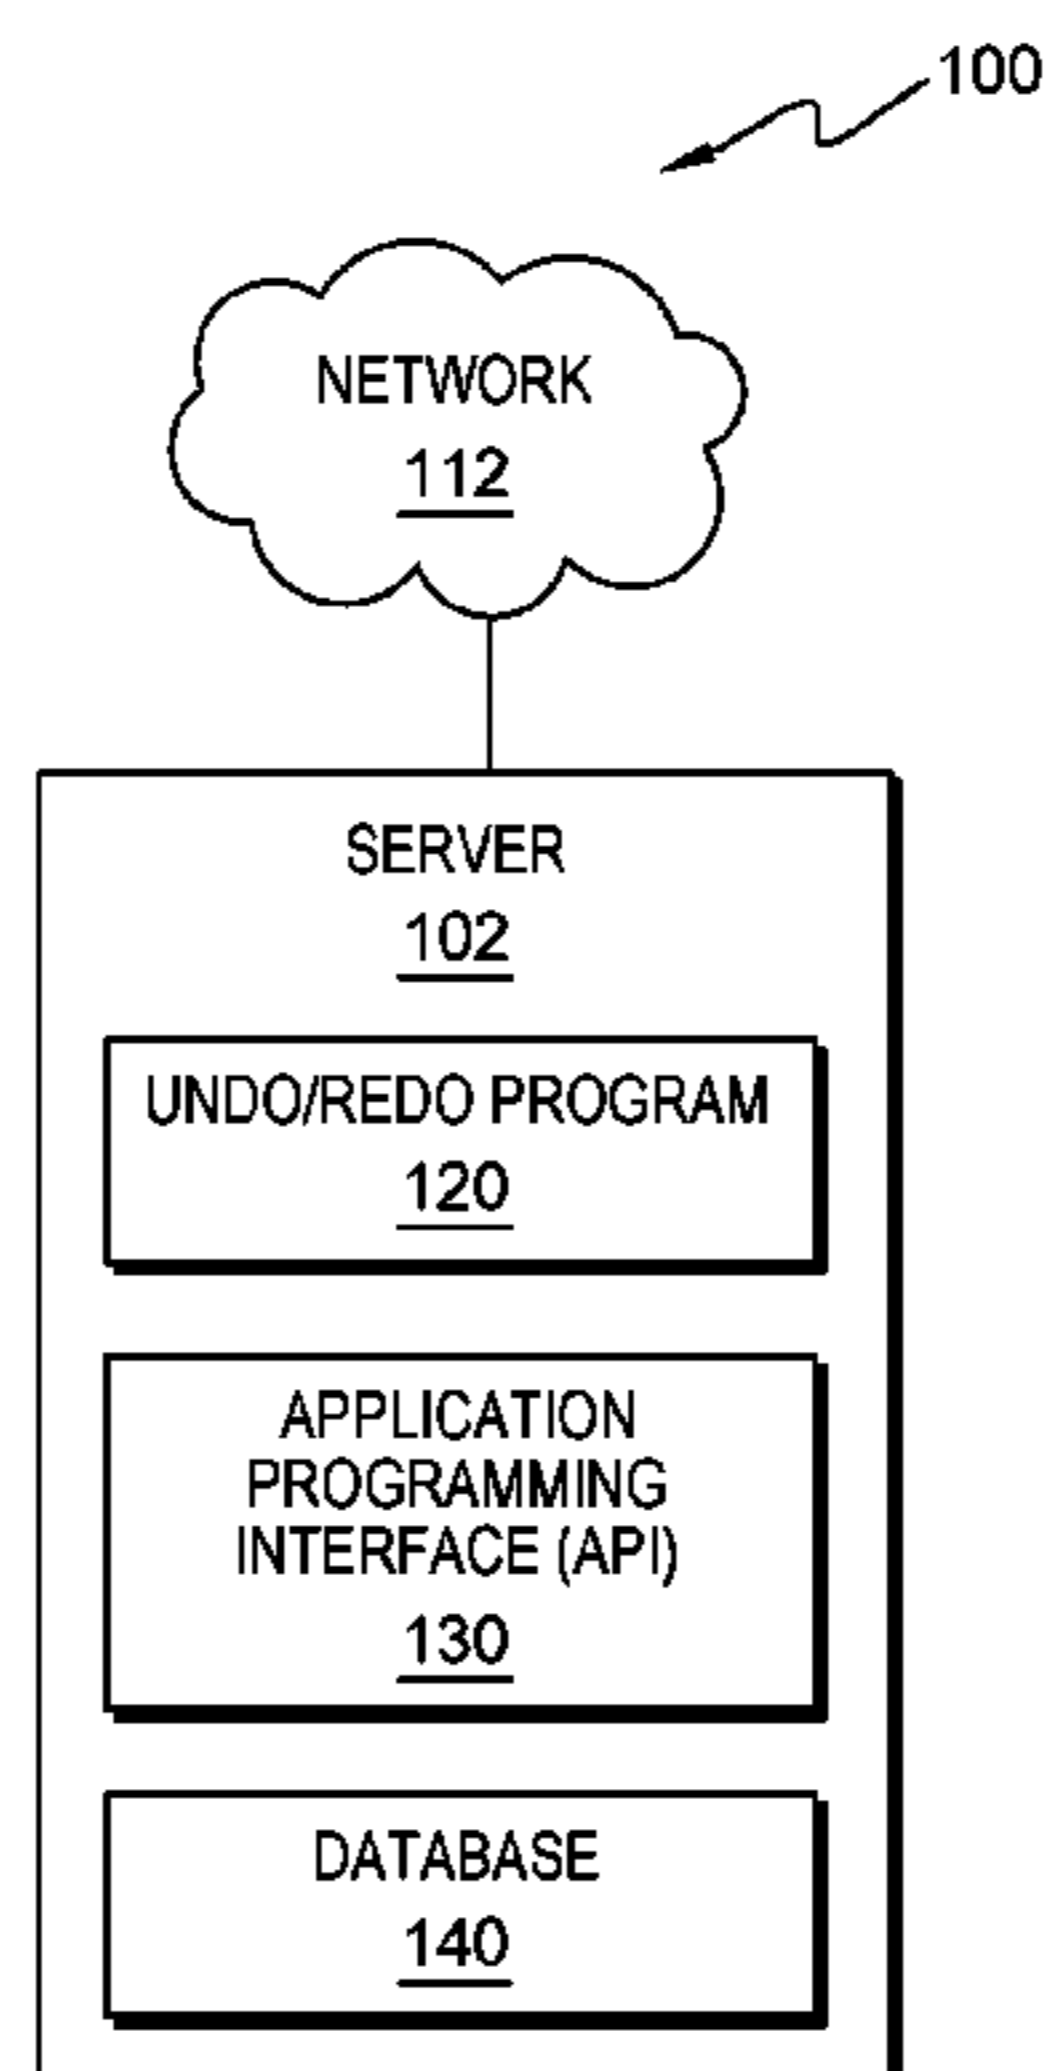 100
NETWORK
112
SERVER
102
UNDO/REDO PROGRAM
120
APPLICATION
PROGRAMMING
INTERFACE (API)
130
DATABASE
140